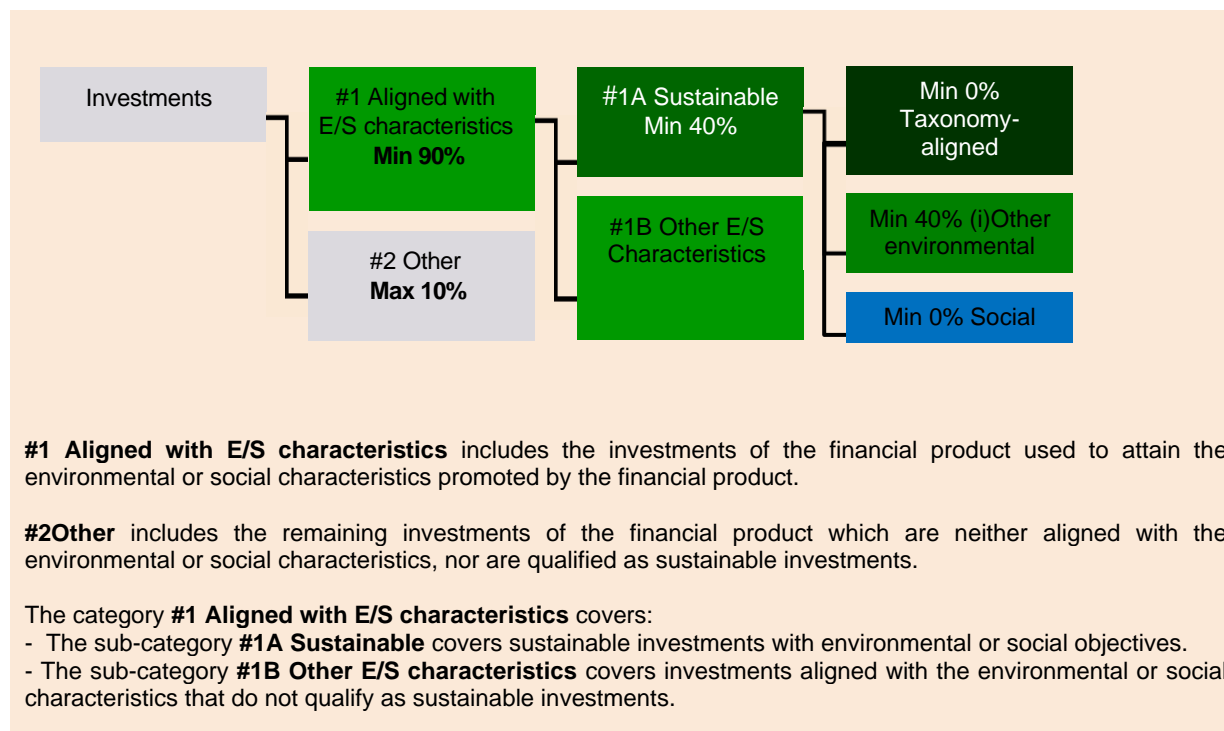 Investments
#1 Aligned with
E/S characteristics
Min 90%
#2 Other
Max 10%
#1A Sustainable
Min 40%
#1B Other E/S
Characteristics
Min 0%
Taxonomy-
aligned
Min 40% (i)Other
environmental
Min 0% Social
#1 Aligned with E/S characteristics includes the investments of the financial product used to attain the
environmental or social characteristics promoted by the financial product.
#2Other includes the remaining investments of the financial product which are neither aligned with the
environmental or social characteristics, nor are qualified as sustainable investments.
The category #1 Aligned with E/S characteristics covers:
- The sub-category #1A Sustainable covers sustainable investments with environmental or social objectives.
- The sub-category #1B Other E/S characteristics covers investments aligned with the environmental or social
characteristics that do not qualify as sustainable investments.